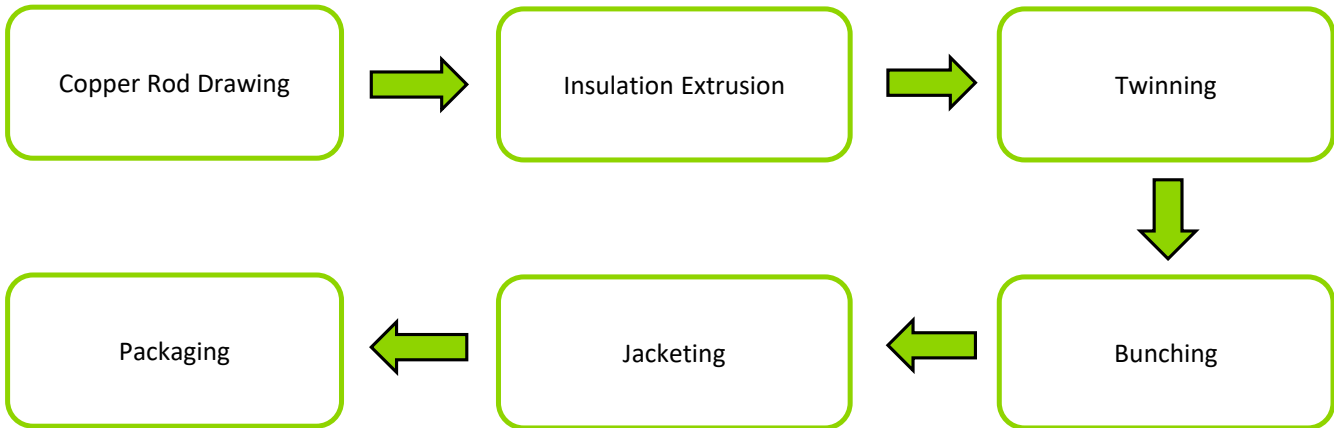 Copper Rod Drawing
Insulation Extrusion
Twinning
Bunching
Jacketing
Packaging